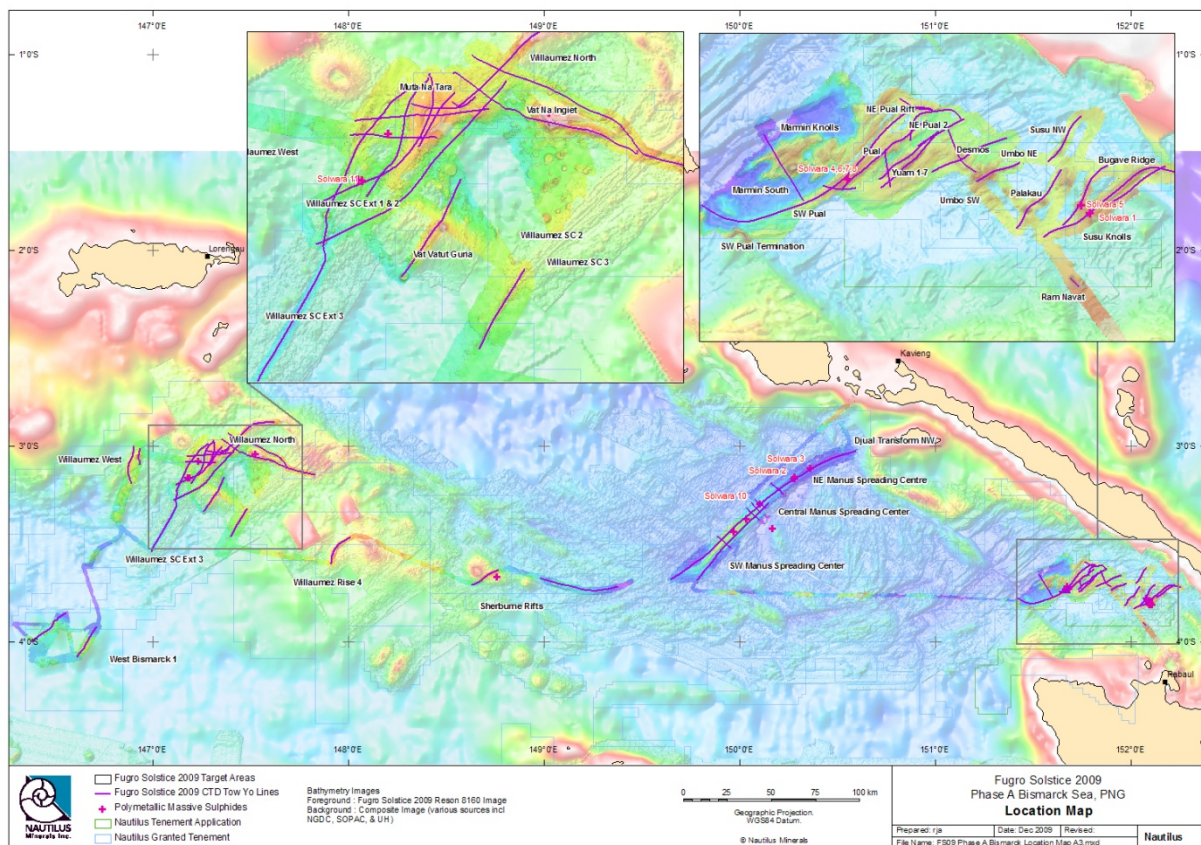 147°0'E
148°0'E
149°0'E
150°0'E
151°0'E
152°0'E
1°0'S
1°0'S
Willaumez North
Muta Na Tara
Vat Na Ingiet
Willaumez West
Solwara 11
Willaumez SC Ext 1 & 2
Willaumez SC 2
Vat Vatut Guria
Willaumez SC 3
Willaumez SC Ext 3
NE Pual Rift
Marmin Knolls
NE Pual 2
Susu NW
Pual
Desmos
Umbo NE
Bugave Ridge
Solwara 4,6,7,8
Yuam 1-7
Marmin South
Palakau
Umbo SW
Solwara 5
SW Pual
Solwara 1
Susu Knolls
SW Pual Termination
Ram Navat
2°0'S
2°0'S
Lorengau
Kavieng
3°0'S
3°0'S
Willaumez North
Willaumez West
Djual Transform NW
Solwara 3
Solwara 2
NE Manus Spreading Centre
Solwara 10
Central Manus Spreading Center
Willaumez SC Ext 3
SW Manus Spreading Center
Willaumez Rise 4
Sherburne Rifts
4°0'S
4°0'S
West Bismarck 1
Rabaul
147°0'E
148°0'E
149°0'E
150°0'E
151°0'E
152°0'E
NAUTILUS
Minerals Inc.
Fugro Solstice 2009 Target Areas
Fugro Solstice 2009 CTD Tow Yo Lines
Polymetallic Massive Sulphides
Nautilus Tenement Application
Nautilus Granted Tenement
Bathymetry Images
Foreground : Fugro Solstice 2009 Reson 8160 Image
Background : Composite Image (various sources incl
NGDC, SOPAC, & UH)
0 25 50 75 100 km
Geographic Projection.
WGS84 Datum.
© Nautilus Minerals
Fugro Solstice 2009
Phase A Bismarck Sea, PNG
Location Map
Prepared: rja Date: Dec 2009 Revised:
Nautilus
File Name: FS09 Phase A Bismarck Location Map A3.mxd